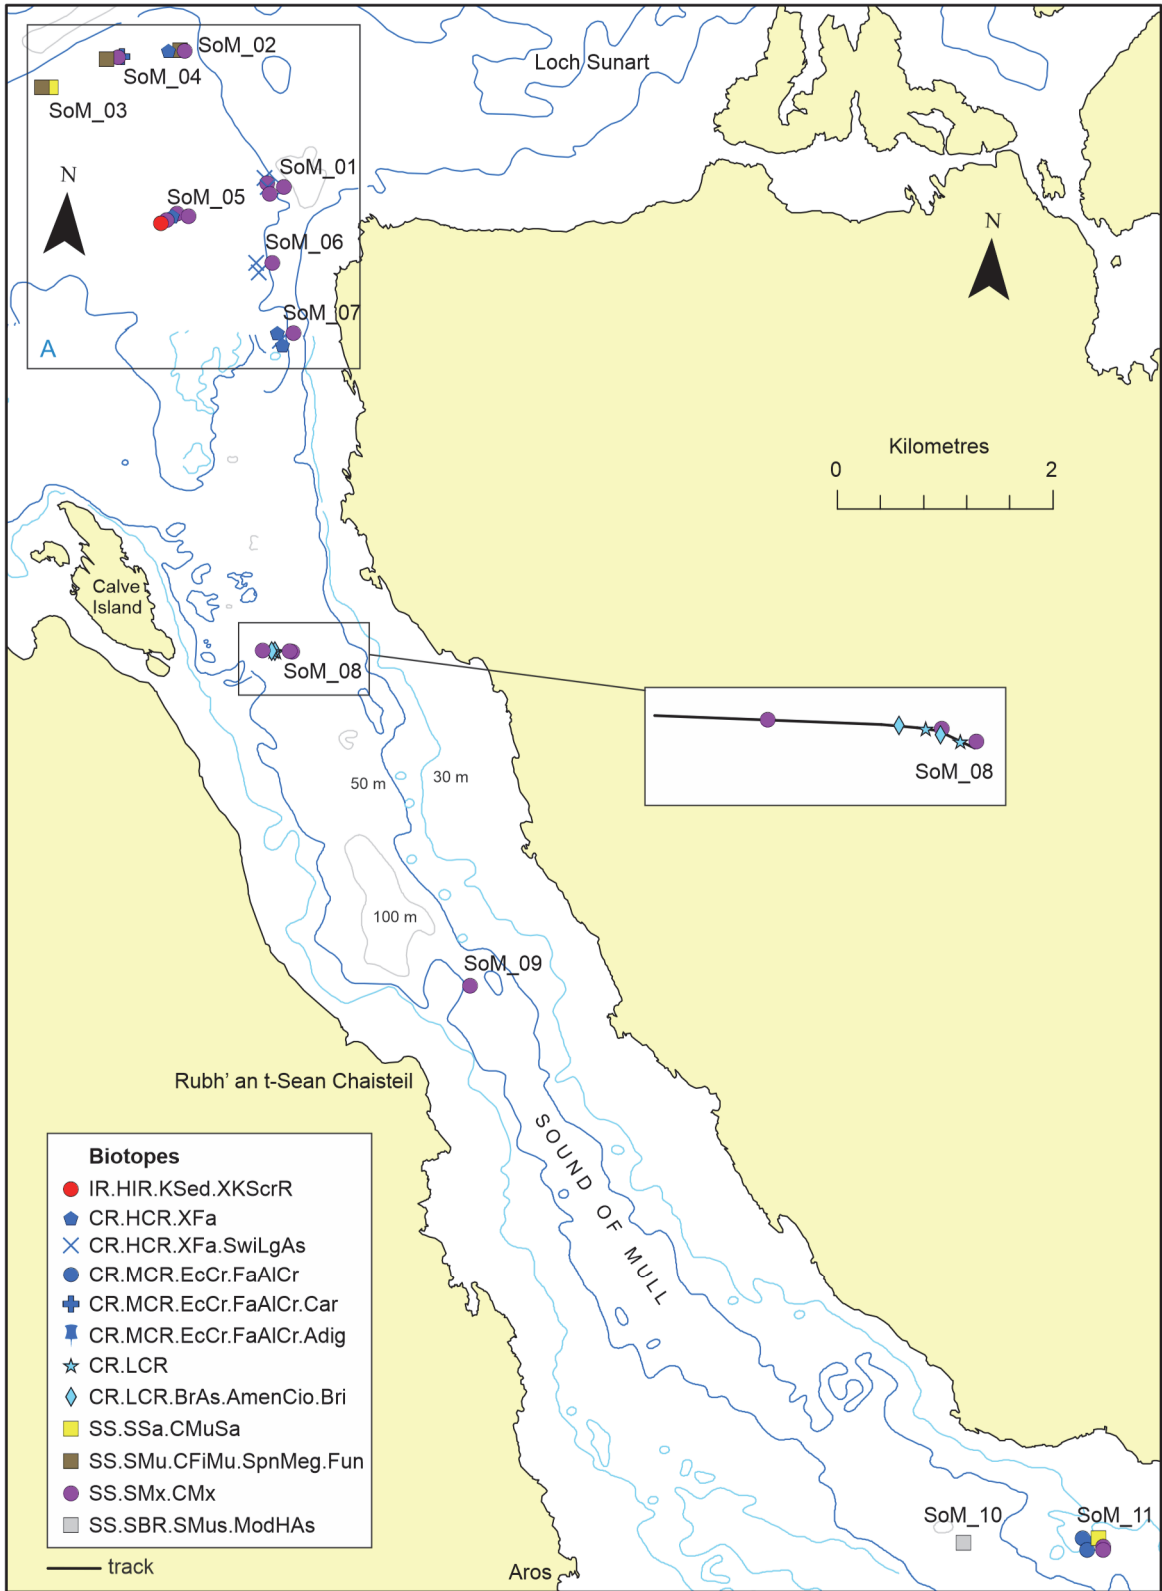 SoM_02
Loch Sunart
SoM_04
SoM_03
SoM_01
N
SoM_05
SoM_06
N
SoM_07
A
Kilometres
0 2
Calve
Island
SoM_08
SoM_08
50 m
30 m
100 m
SoM_09
Rubh' an t-Sean Chaisteil
SOUND OF MULL
Biotopes
IR.HIR.KSed.XKScrR
CR.HCR.XFa
CR.HCR.XFa.SwiLgAs
CR.MCR.EcCr.FaAlCr
CR.MCR.EcCr.FaAlCr.Car
CR.MCR.EcCr.FaAlCr.Adig
CR.LCR
CR.LCR.BrAs.AmenCio.Bri
SS.SSa.CMuSa
SS.SMu.CFiMu.SpnMeg.Fun
SS.SMx.CMx
SS.SBR.SMus.ModHAs
track
SoM_10
SoM_11
Aros